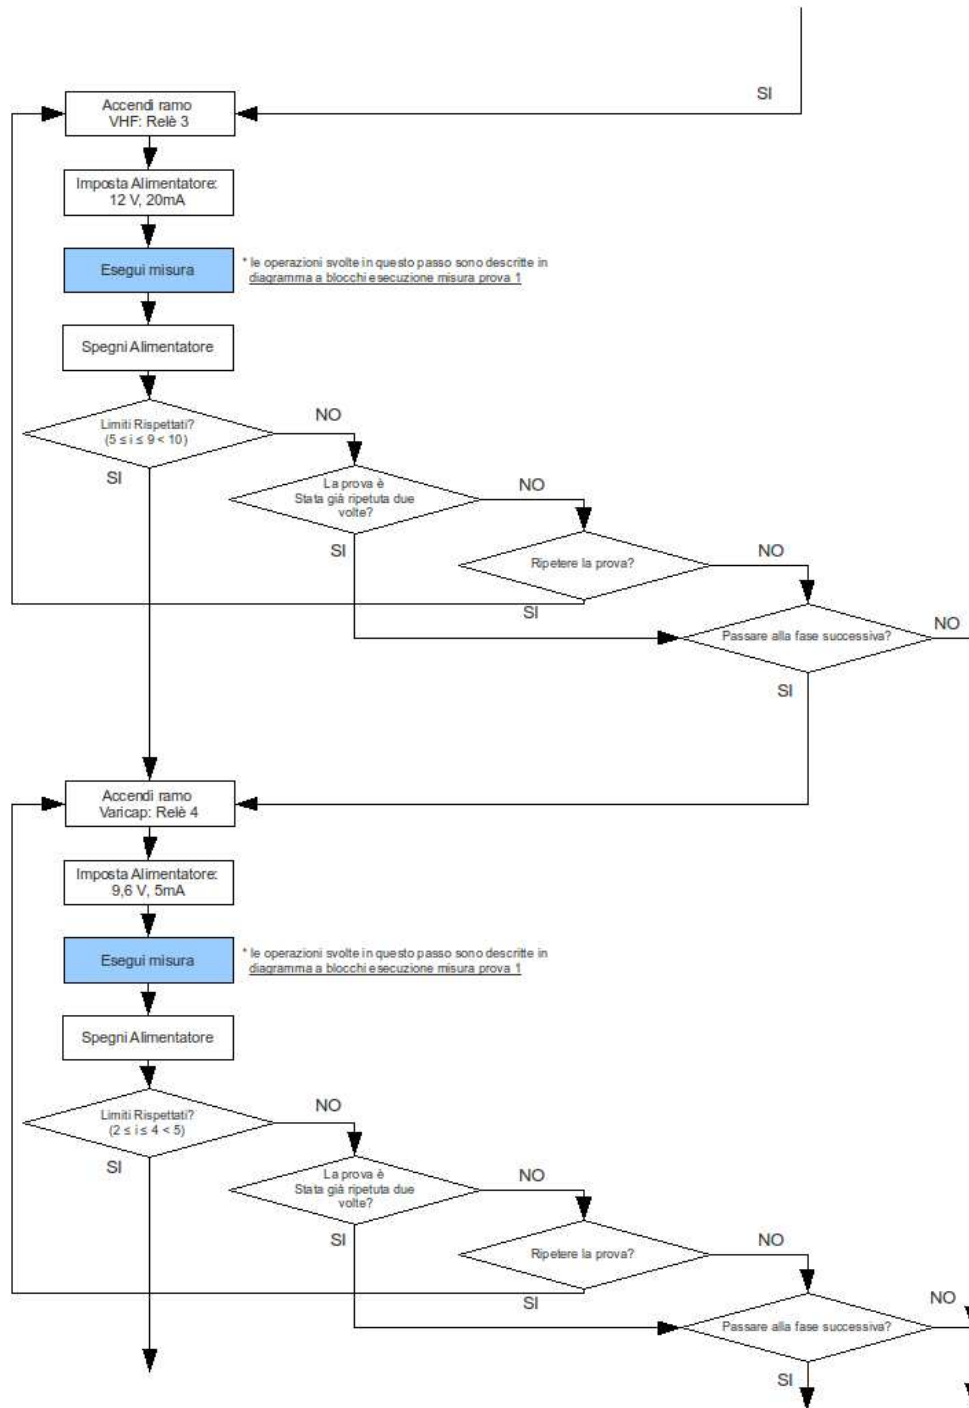 SI
Accendi ramo
VHF: Relè 3
Imposta Alimentatore:
12 V, 20mA
Esegui misura
* le operazioni svolte in questo passo sono descritte in
diagramma a blocchi esecuzione misura prova 1
Spegni Alimentatore
Limiti Rispettati?
(5 ≤ i ≤ 9 < 10)
NO
SI
La prova è
Stata già ripetuta due
volte?
NO
SI
Ripetere la prova?
NO
SI
Passare alla fase successiva?
NO
SI
Accendi ramo
Varicap: Relè 4
Imposta Alimentatore:
9,6 V, 5mA
Esegui misura
* le operazioni svolte in questo passo sono descritte in
diagramma a blocchi esecuzione misura prova 1
Spegni Alimentatore
Limiti Rispettati?
(2 ≤ i ≤ 4 < 5)
NO
SI
La prova è
Stata già ripetuta due
volte?
NO
SI
Ripetere la prova?
NO
SI
Passare alla fase successiva?
NO
SI